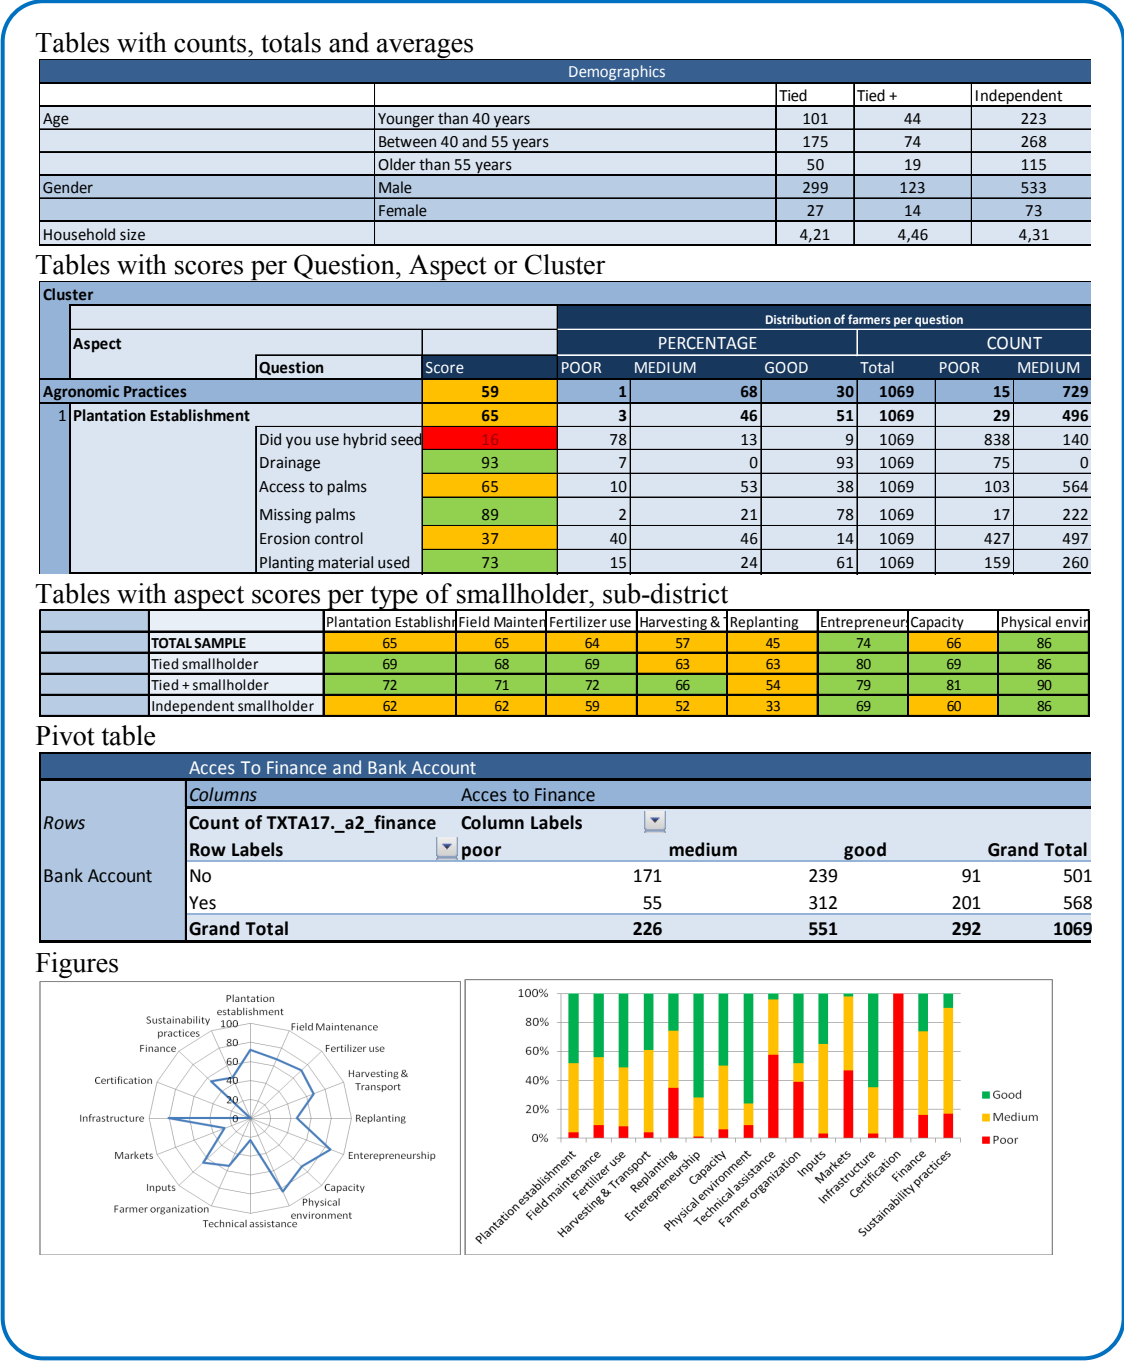 Tables with counts, totals and averages
Demographics
Tied Tied + Independent
Age Younger than 40 years 101 44 223
Between 40 and 55 years 175 74 268
Older than 55 years 50 19 115
Gender Male 299 123 533
Female 27 14 73
Household size 4,21 4,46 4,31
Tables with scores per Question, Aspect or Cluster
Cluster
Distribution of farmers per question
Aspect PERCENTAGE COUNT
Question Score POOR MEDIUM GOOD Total POOR MEDIUM
Agronomic Practices 59 1 68 30 1069 15 729
1 Plantation Establishment 65 3 46 51 1069 29 496
Did you use hybrid seed 16 78 13 9 1069 838 140
Drainage 93 7 0 93 1069 75 0
Access to palms 65 10 53 38 1069 103 564
Missing palms 89 2 21 78 1069 17 222
Erosion control 37 40 46 14 1069 427 497
Planting material used 73 15 24 61 1069 159 260
Tables with aspect scores per type of smallholder, sub-district
Plantation Establishr Field Mainten Fertilizer use Harvesting & T Replanting Entrepreneurs Capacity Physical envir
TOTAL SAMPLE 65 65 64 57 45 74 66 86
Tied smallholder 69 68 69 63 63 80 69 86
Tied + smallholder 72 71 72 66 54 79 81 90
Independent smallholder 62 62 59 52 33 69 60 86
Pivot table
Acces To Finance and Bank Account
Columns Acces to Finance
Rows Count of TXTA17._a2_finance Column Labels
Row Labels poor medium good Grand Total
Bank Account No 171 239 91 501
Yes 55 312 201 568
Grand Total 226 551 292 1069
Figures
Plantation establishment
Field Maintenance
Fertilizer use
Harvesting & Transport
Replanting
Enterepreneurship
Capacity
Physical environment
Technical assistance
Farmer organization
Inputs
Markets
Infrastructure
Certification
Finance
Sustainability practices
100
80
60
40
20
0
100%
80%
60%
40%
20%
0%
Plantation establishment
Field maintenance
Fertilizer use
Harvesting & Transport
Replanting
Enterepreneurship
Capacity
Physical environment
Technical assistance
Farmer organization
Inputs
Markets
Infrastructure
Certification
Finance
Sustainability practices
Good
Medium
Poor